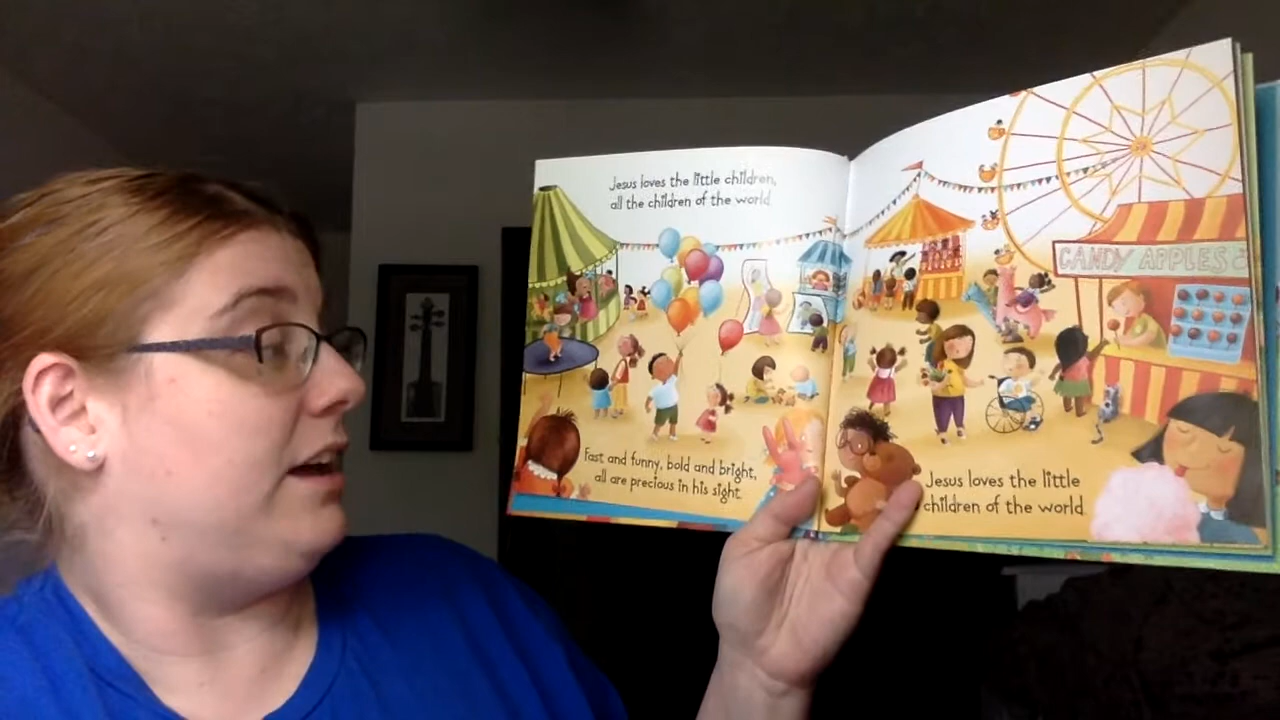 Jesus loves the little children,
all the children of the world.
Fast and funny, bold and bright,
all are precious in his sight.
Jesus loves the little
children of the world.
CANDY APPLES